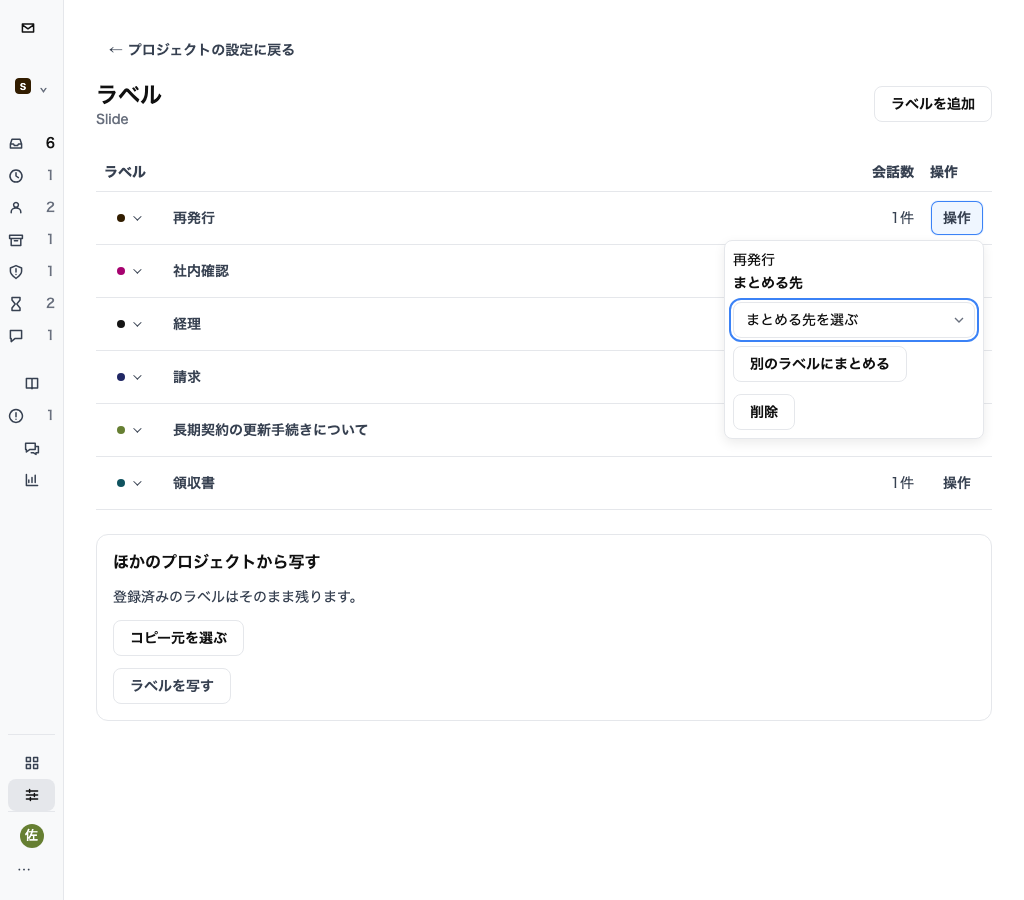 ← プロジェクトの設定に戻る
ラベル
Slide
ラベルを追加
S
6
1
2
1
1
2
1
1
ラベル 会話数 操作
再発行 1件 操作
社内確認
経理
請求
長期契約の更新手続きについて
領収書 1件 操作
再発行
まとめる先
まとめる先を選ぶ
別のラベルにまとめる
削除
ほかのプロジェクトから写す
登録済みのラベルはそのまま残ります。
コピー元を選ぶ
ラベルを写す
佐
…